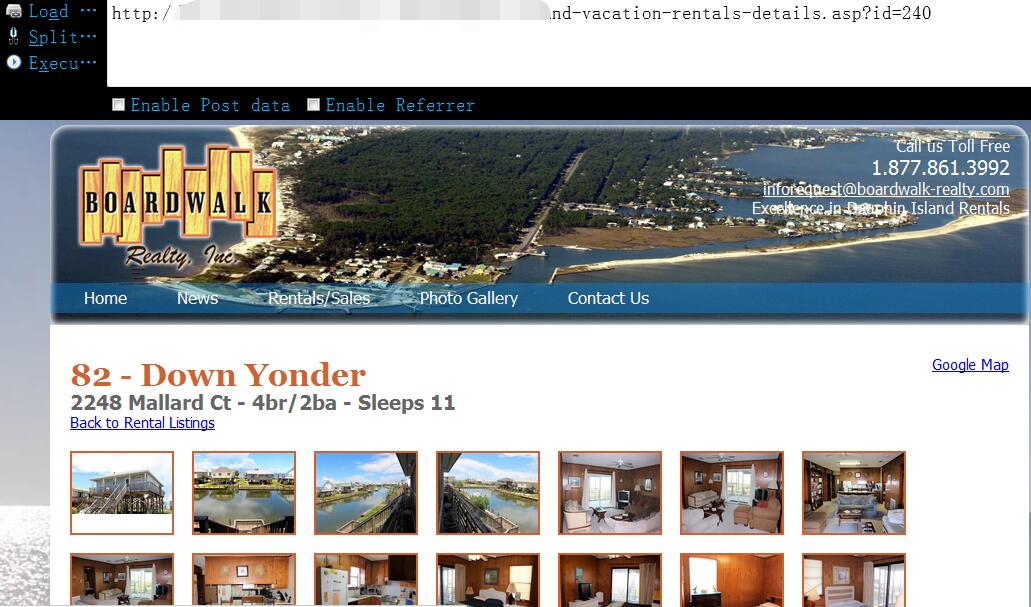 Load ...
http:/ nd-vacation-rentals-details.asp?id=240
Split...
Execu...
Enable Post data Enable Referrer
BOARDWALK
Realty, Inc.
Call us Toll Free
1.877.861.3992
inforequest@boardwalk-realty.com
Excellence in Dauphin Island Rentals
Home News Rentals/Sales Photo Gallery Contact Us
82 - Down Yonder
Google Map
2248 Mallard Ct - 4br/2ba - Sleeps 11
Back to Rental Listings